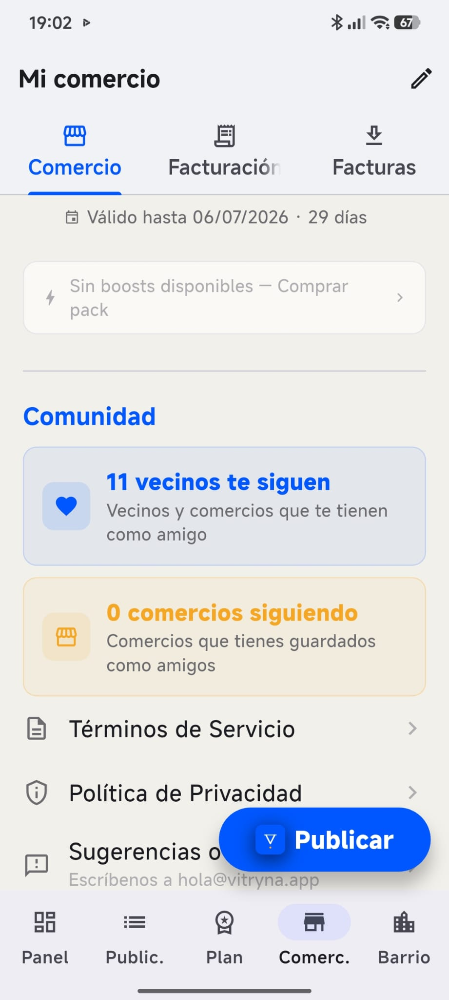 19:02
67
Mi comercio
Comercio
Facturación
Facturas
Válido hasta 06/07/2026 · 29 días
Sin boosts disponibles — Comprar
pack
Comunidad
11 vecinos te siguen
Vecinos y comercios que te tienen
como amigo
0 comercios siguiendo
Comercios que tienes guardados
como amigos
Términos de Servicio
Política de Privacidad
Sugerencias o
Publicar
Escríbenos a hola@vitryna.app
Panel
Public.
Plan
Comerc.
Barrio